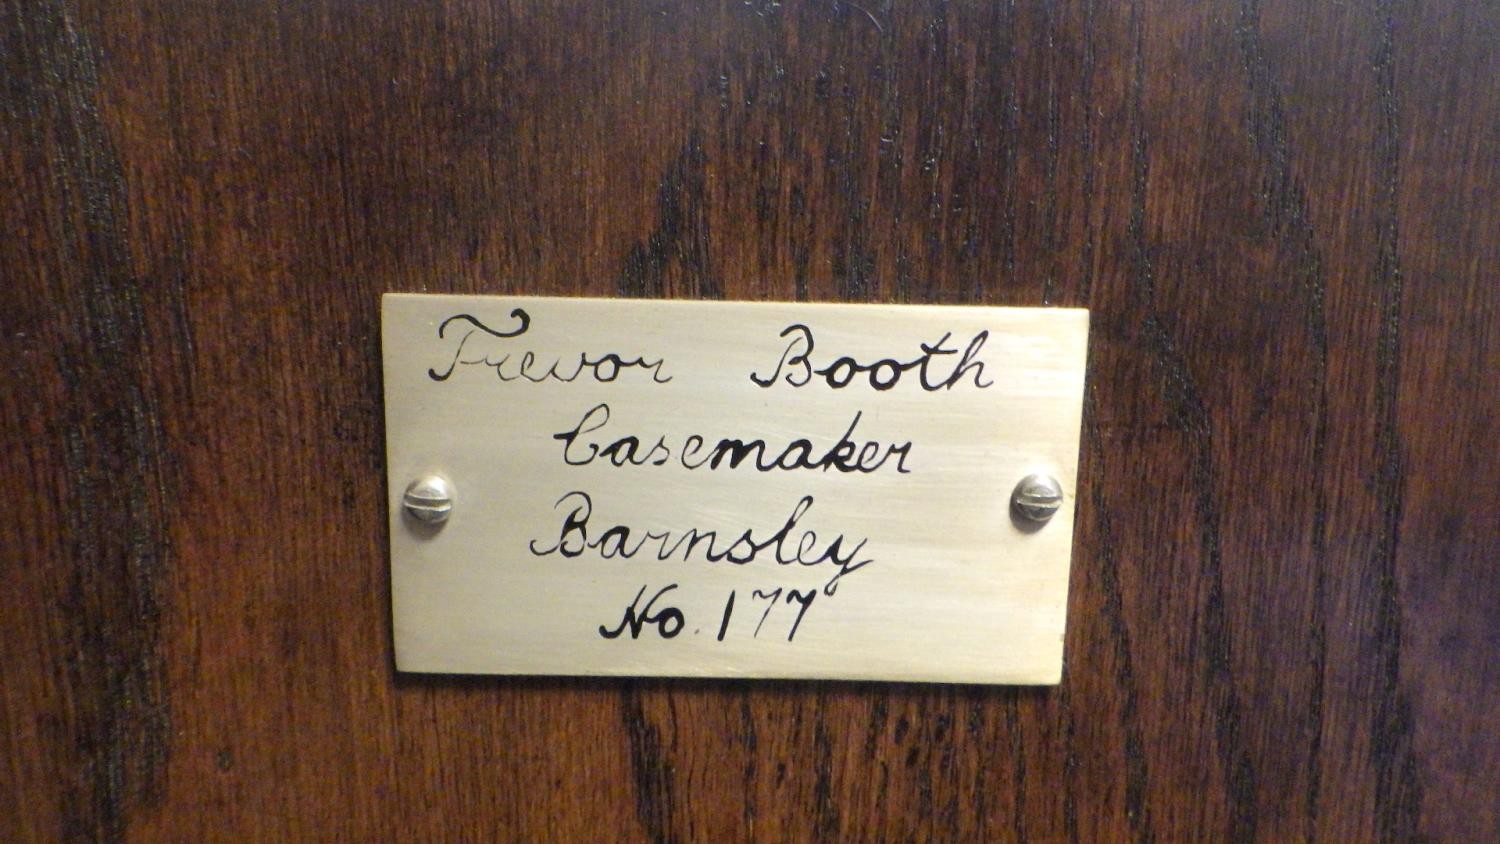 Trevor Booth
Casemaker
Barnsley
No. 177